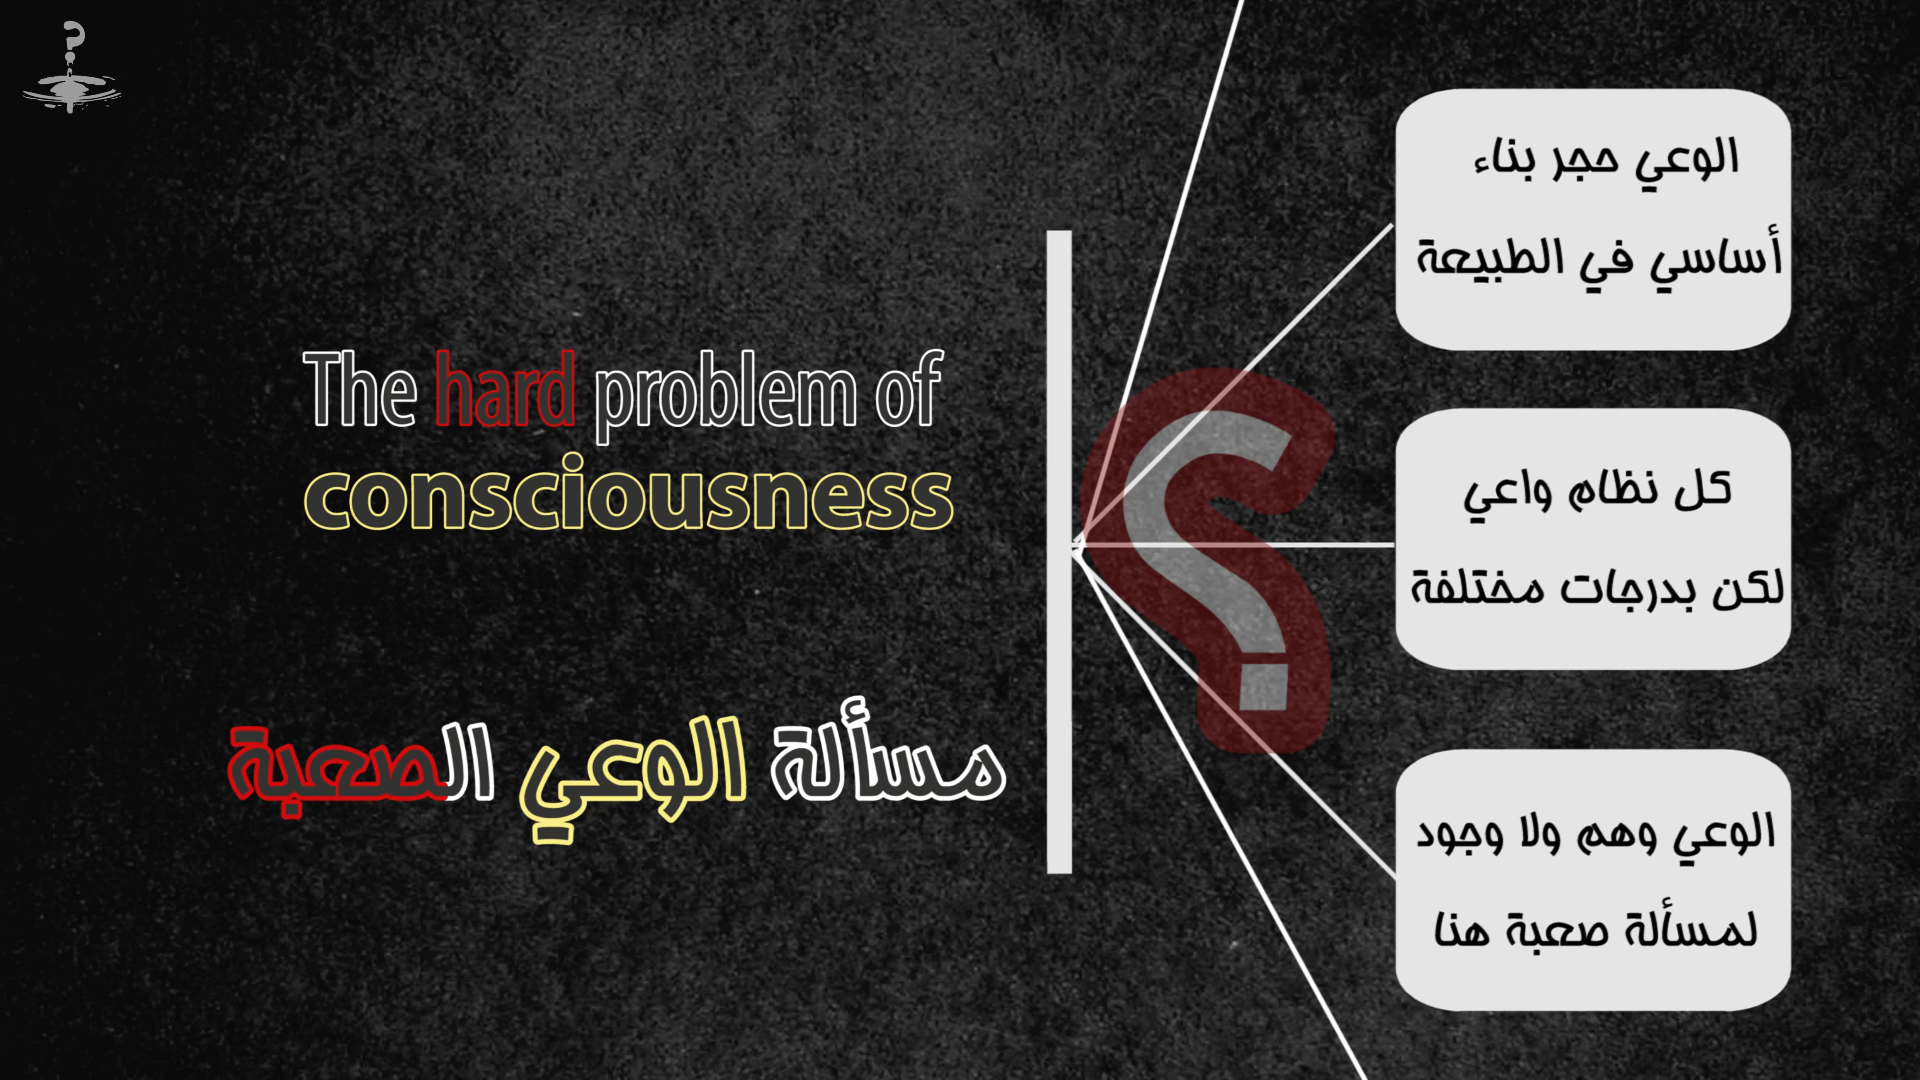 The hard problem of
consciousness
مسألة الوعي الصعبة
؟
الوعي حجر بناء
أساسي في الطبيعة
كل نظام واعي
لكن بدرجات مختلفة
الوعي وهم ولا وجود
لمسألة صعبة هنا